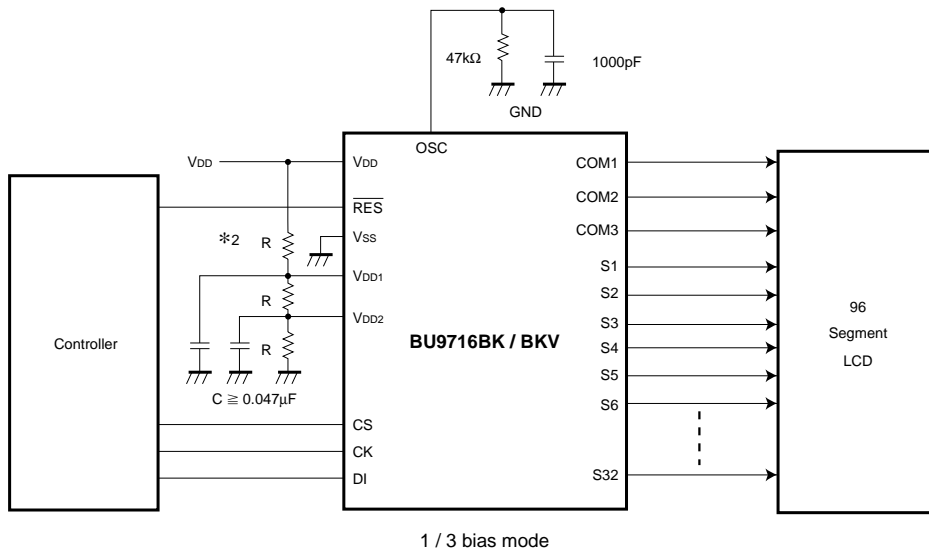 47kΩ
1000pF
GND
OSC
VDD
VDD
RES
*2
R
VSS
VDD1
R
VDD2
R
C ≧ 0.047μF
CS
CK
DI
Controller
BU9716BK / BKV
COM1
COM2
COM3
S1
S2
S3
S4
S5
S6
S32
96
Segment
LCD
1 / 3 bias mode